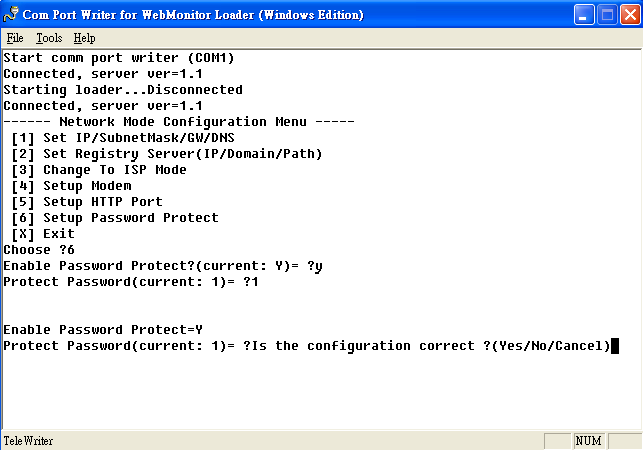 Com Port Writer for WebMonitor Loader (Windows Edition)
File Tools Help
Start comm port writer (COM1)
Connected, server ver=1.1
Starting loader...Disconnected
Connected, server ver=1.1
------ Network Mode Configuration Menu -----
[1] Set IP/SubnetMask/GW/DNS
[2] Set Registry Server(IP/Domain/Path)
[3] Change To ISP Mode
[4] Setup Modem
[5] Setup HTTP Port
[6] Setup Password Protect
[X] Exit
Choose ?6
Enable Password Protect?(current: Y)= ?y
Protect Password(current: 1)= ?1
Enable Password Protect=Y
Protect Password(current: 1)= ?Is the configuration correct ?(Yes/No/Cancel)
TeleWriter NUM